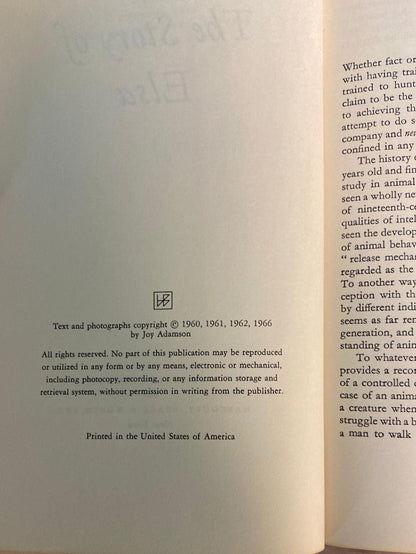 Text and photographs copyright © 1960, 1961, 1962, 1966
by Joy Adamson
All rights reserved. No part of this publication may be reproduced
or utilized in any form or by any means, electronic or mechanical,
including photocopy, recording, or any information storage and
retrieval system, without permission in writing from the publisher.
Printed in the United States of America
Whether fact or
with having trai
trained to hunt
claim to be the
to achieving th
attempt to do s
company and ne
confined in any
The history o
years old and fin
study in animal
seen a wholly ne
of nineteenth-ce
qualities of intel
seen the develop
of animal behav
“ release mechan
regarded as the
To another way
ception with th
by different indi
seems as far ren
generation, and
standing of anin
To whatever
provides a recor
of a controlled e
case of an anima
a creature when
struggle with a b
a man to walk